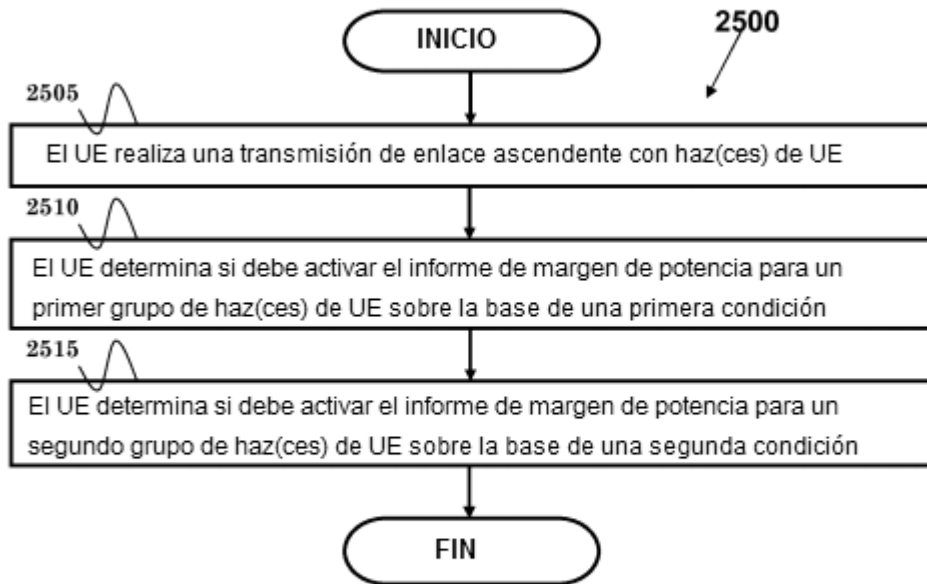 INICIO
2500
2505
El UE realiza una transmisión de enlace ascendente con haz(ces) de UE
2510
El UE determina si debe activar el informe de margen de potencia para un
primer grupo de haz(ces) de UE sobre la base de una primera condición
2515
El UE determina si debe activar el informe de margen de potencia para un
segundo grupo de haz(ces) de UE sobre la base de una segunda condición
FIN